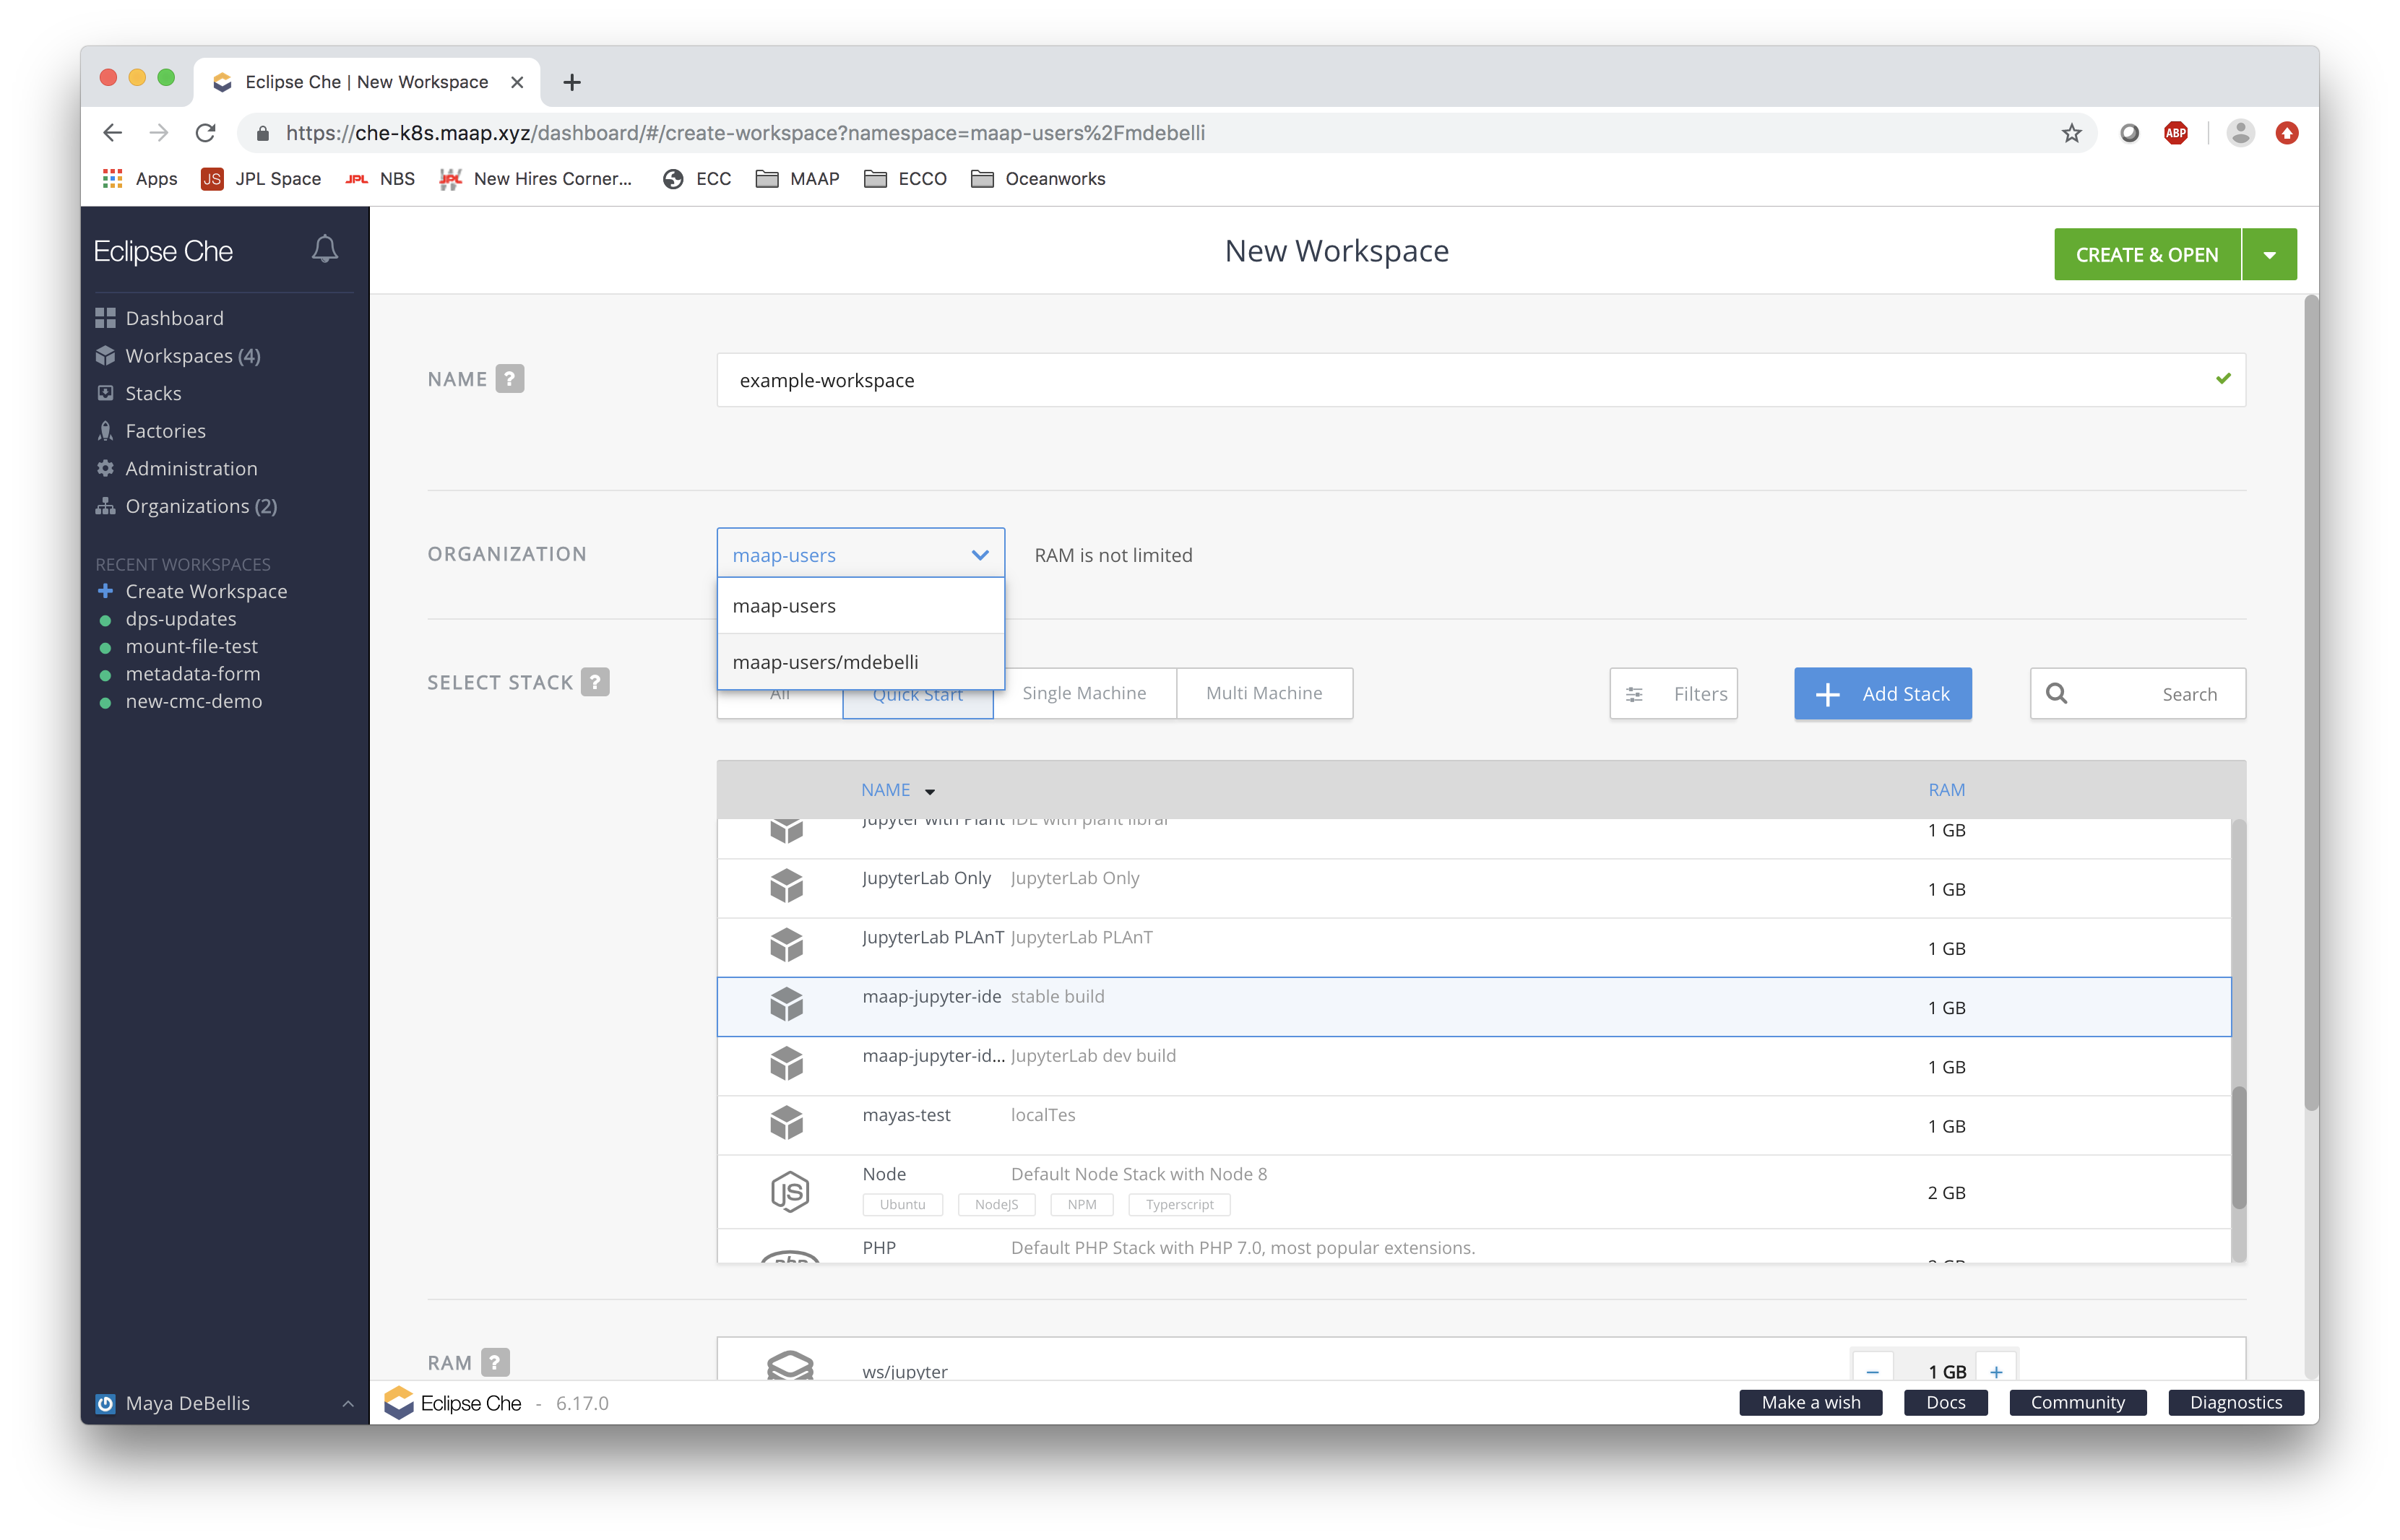 Eclipse Che | New Workspace
https://che-k8s.maap.xyz/dashboard/#/create-workspace?namespace=maap-users%2Fmdebelli
ABP
Apps JS JPL Space JPL NBS JPL New Hires Corner... ECC MAAP ECCO Oceanworks
Eclipse Che
Dashboard
Workspaces (4)
Stacks
Factories
Administration
Organizations (2)
RECENT WORKSPACES
Create Workspace
dps-updates
mount-file-test
metadata-form
new-cmc-demo
Maya DeBellis
New Workspace
CREATE & OPEN
NAME ?
example-workspace
ORGANIZATION
maap-users
RAM is not limited
maap-users
maap-users/mdebelli
SELECT STACK ?
All Quick Start Single Machine Multi Machine
Filters
Add Stack
Search
NAME RAM
Jupyter with Plant IDE with plant librar 1 GB
JupyterLab Only JupyterLab Only 1 GB
JupyterLab PLAnT JupyterLab PLAnT 1 GB
maap-jupyter-ide stable build 1 GB
maap-jupyter-id... JupyterLab dev build 1 GB
mayas-test localTes 1 GB
JS Node Default Node Stack with Node 8 2 GB
Ubuntu NodeJS NPM Typerscript
PHP Default PHP Stack with PHP 7.0, most popular extensions.
RAM ?
ws/jupyter
− 1 GB +
Eclipse Che - 6.17.0
Make a wish Docs Community Diagnostics